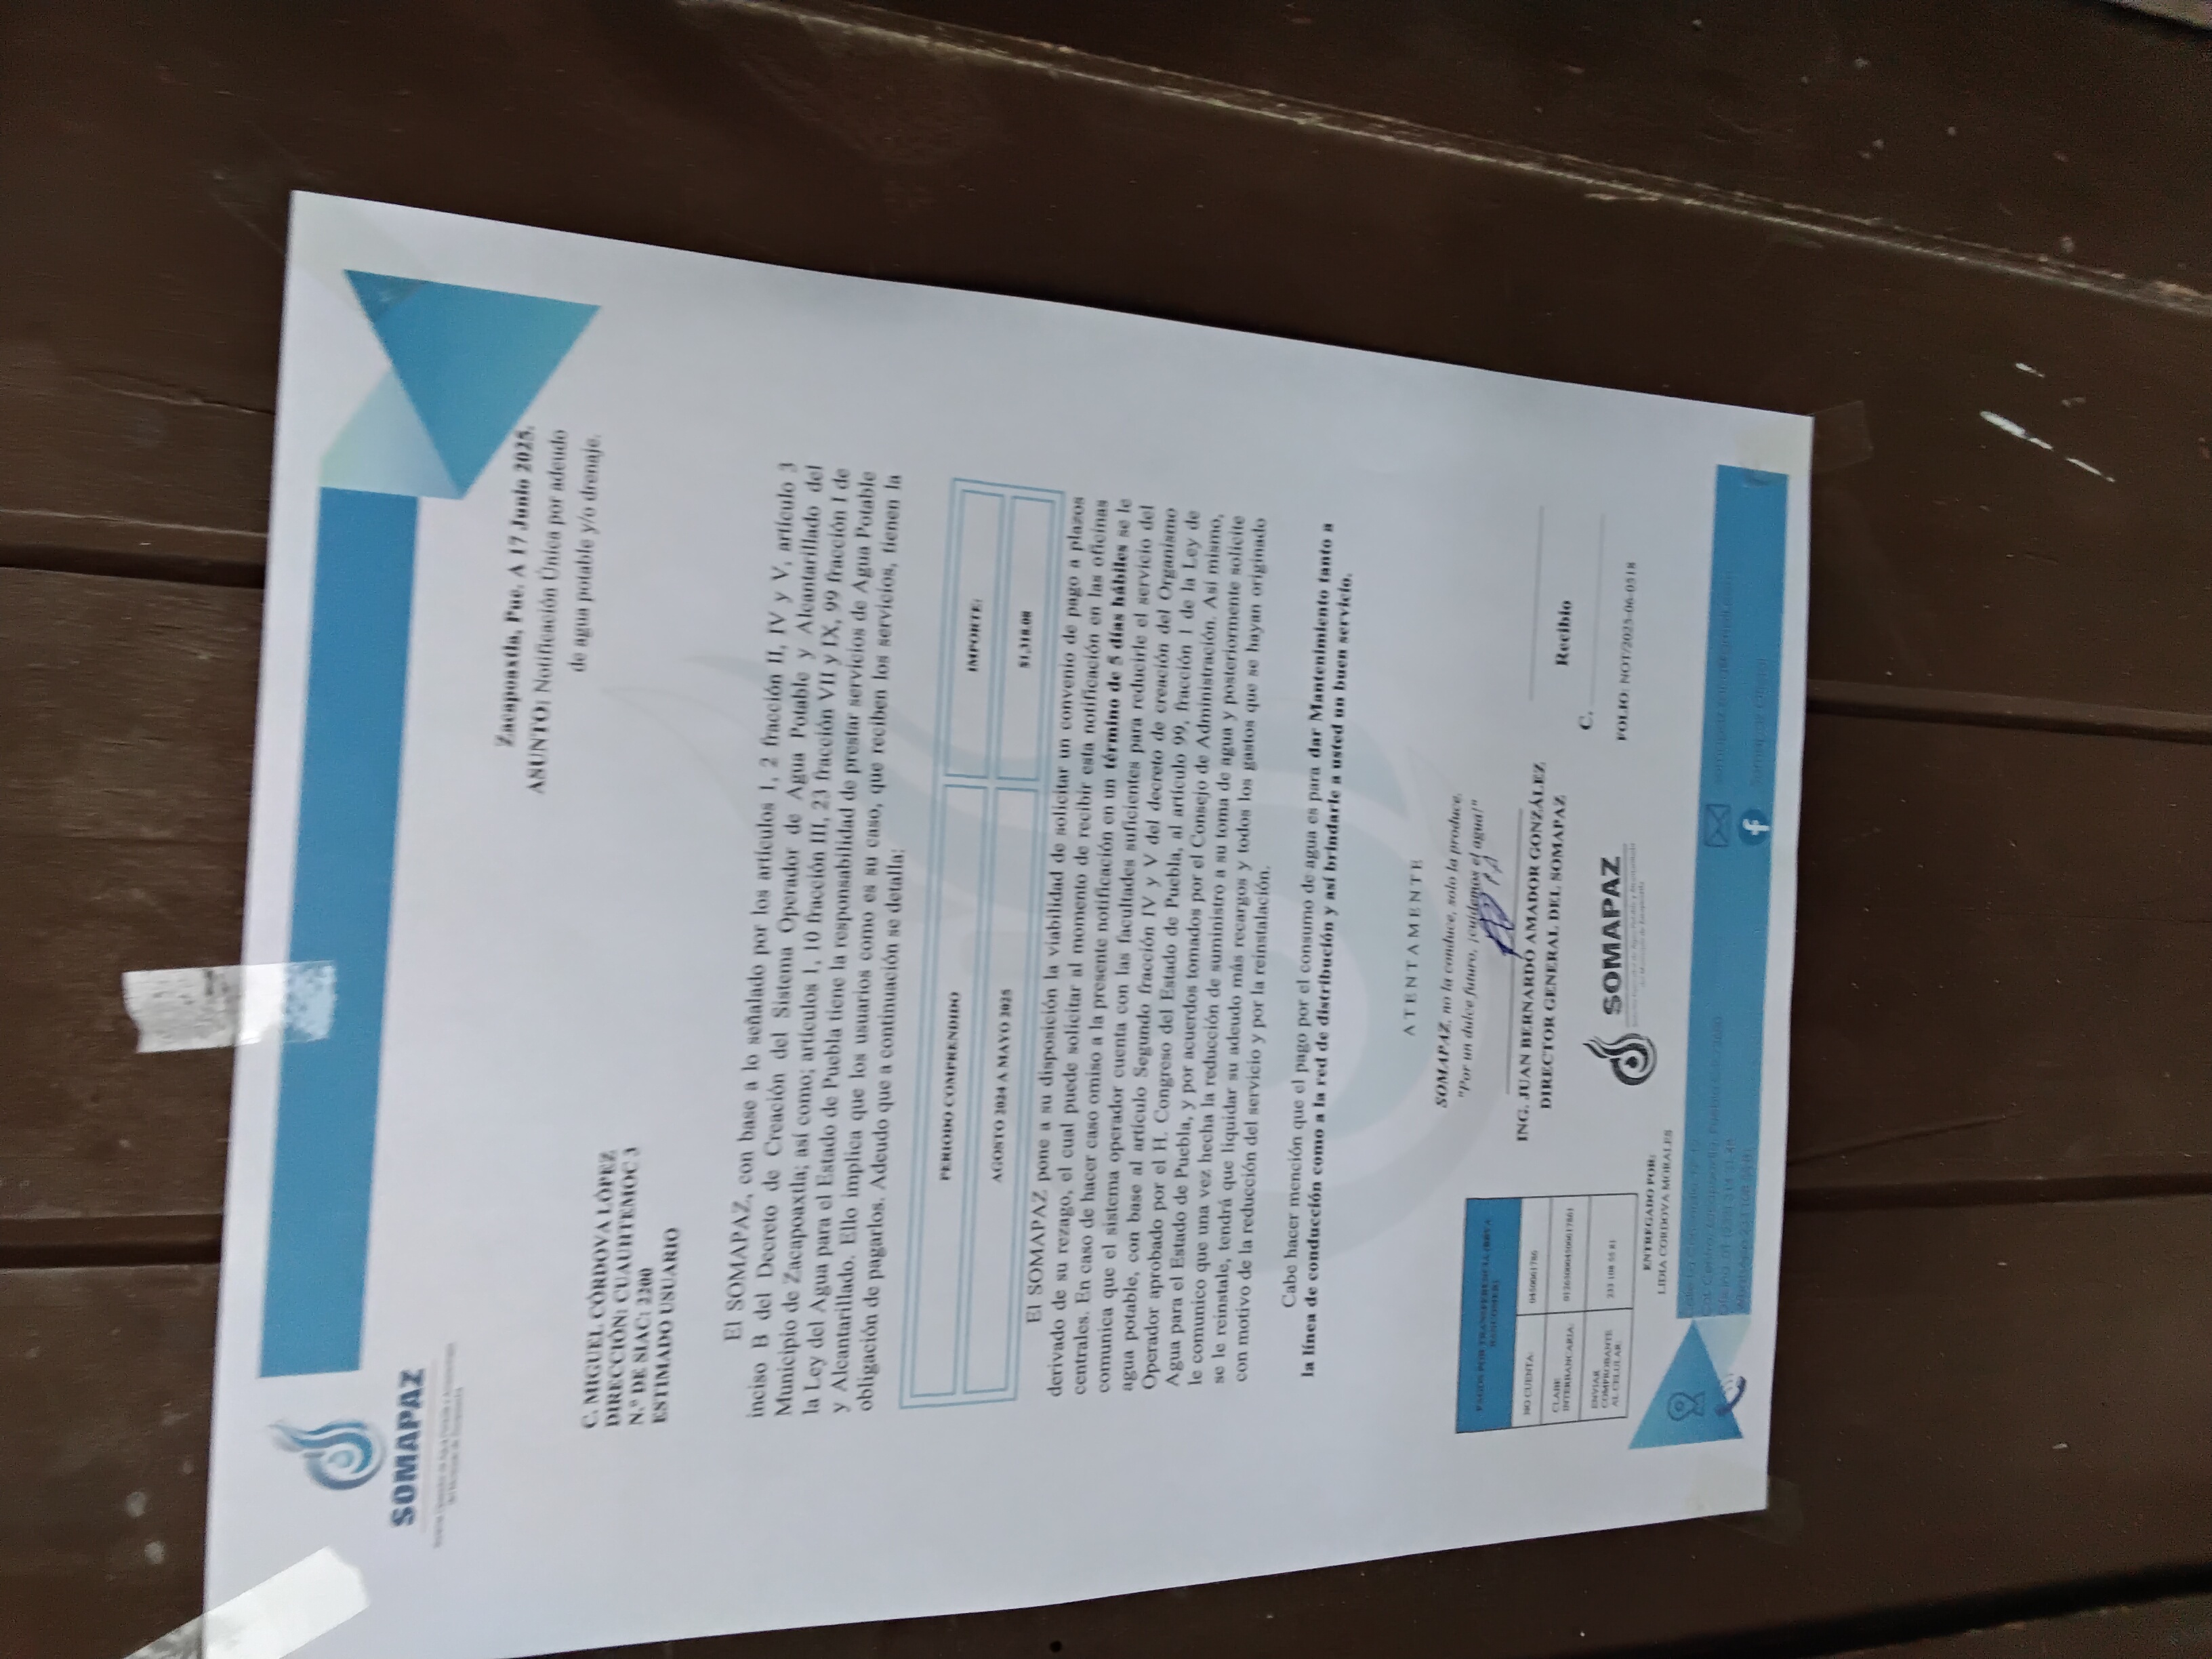 SOMAPAZ
Sistema Operador de Agua Potable y Alcantarillado
del Municipio de Zacapoaxtla
Zacapoaxtla, Pue. A 17 Junio 2025.
ASUNTO: Notificación Única por adeudo
de agua potable y/o drenaje.
C. MIGUEL CÓRDOVA LÓPEZ
DIRECCIÓN: CUAUHTEMOC 3
N.º DE SIAC: 2200
ESTIMADO USUARIO
El SOMAPAZ, con base a lo señalado por los artículos 1, 2 fracción II, IV y V, artículo 3
inciso B del Decreto de Creación del Sistema Operador de Agua Potable y Alcantarillado del
Municipio de Zacapoaxtla; así como; artículos 1, 10 fracción III, 23 fracción VII y IX, 99 fracción I de
la Ley del Agua para el Estado de Puebla tiene la responsabilidad de prestar servicios de Agua Potable
y Alcantarillado. Ello implica que los usuarios como es su caso, que reciben los servicios, tienen la
obligación de pagarlos. Adeudo que a continuación se detalla:
PERIODO COMPRENDIDO
IMPORTE:
AGOSTO 2024 A MAYO 2025
$1,318.08
El SOMAPAZ pone a su disposición la viabilidad de solicitar un convenio de pago a plazos
derivado de su rezago, el cual puede solicitar al momento de recibir esta notificación en las oficinas
centrales. En caso de hacer caso omiso a la presente notificación en un término de 5 días hábiles se le
comunica que el sistema operador cuenta con las facultades suficientes para reducirle el servicio del
agua potable, con base al artículo Segundo fracción IV y V del decreto de creación del Organismo
Operador aprobado por el H. Congreso del Estado de Puebla, al artículo 99, fracción 1 de la Ley de
Agua para el Estado de Puebla, y por acuerdos tomados por el Consejo de Administración. Así mismo,
le comunico que una vez hecha la reducción de suministro a su toma de agua y posteriormente solicite
se le reinstale, tendrá que liquidar su adeudo más recargos y todos los gastos que se hayan originado
con motivo de la reducción del servicio y por la reinstalación.
Cabe hacer mención que el pago por el consumo de agua es para dar Mantenimiento tanto a
la línea de conducción como a la red de distribución y así brindarle a usted un buen servicio.
ATENTAMENTE
SOMAPAZ, no la conduce, solo la produce.
"Por un dulce futuro, ¡cuidemos el agua!"
ING. JUAN BERNARDO AMADOR GONZÁLEZ
DIRECTOR GENERAL DEL SOMAPAZ
PAGOS POR TRANSFERENCIA (BBVA
BANCOMER)
NO CUENTA:
0450061786
CLABE
INTERBANCARIA:
ENVIAR
COMPROBANTE
AL CELULAR:
233 108 55 81
ENTREGADO POR:
LIDIA CORDOVA MORALES
SOMAPAZ
Sistema Operador de Agua Potable y Alcantarillado
del Municipio de Zacapoaxtla
Recibio
C.
FOLIO: NOT/2025-06-0518
Col. Centro, Zacapoaxtla, Puebla
WhatsApp 233 108 55 81
Somapaz Oficial